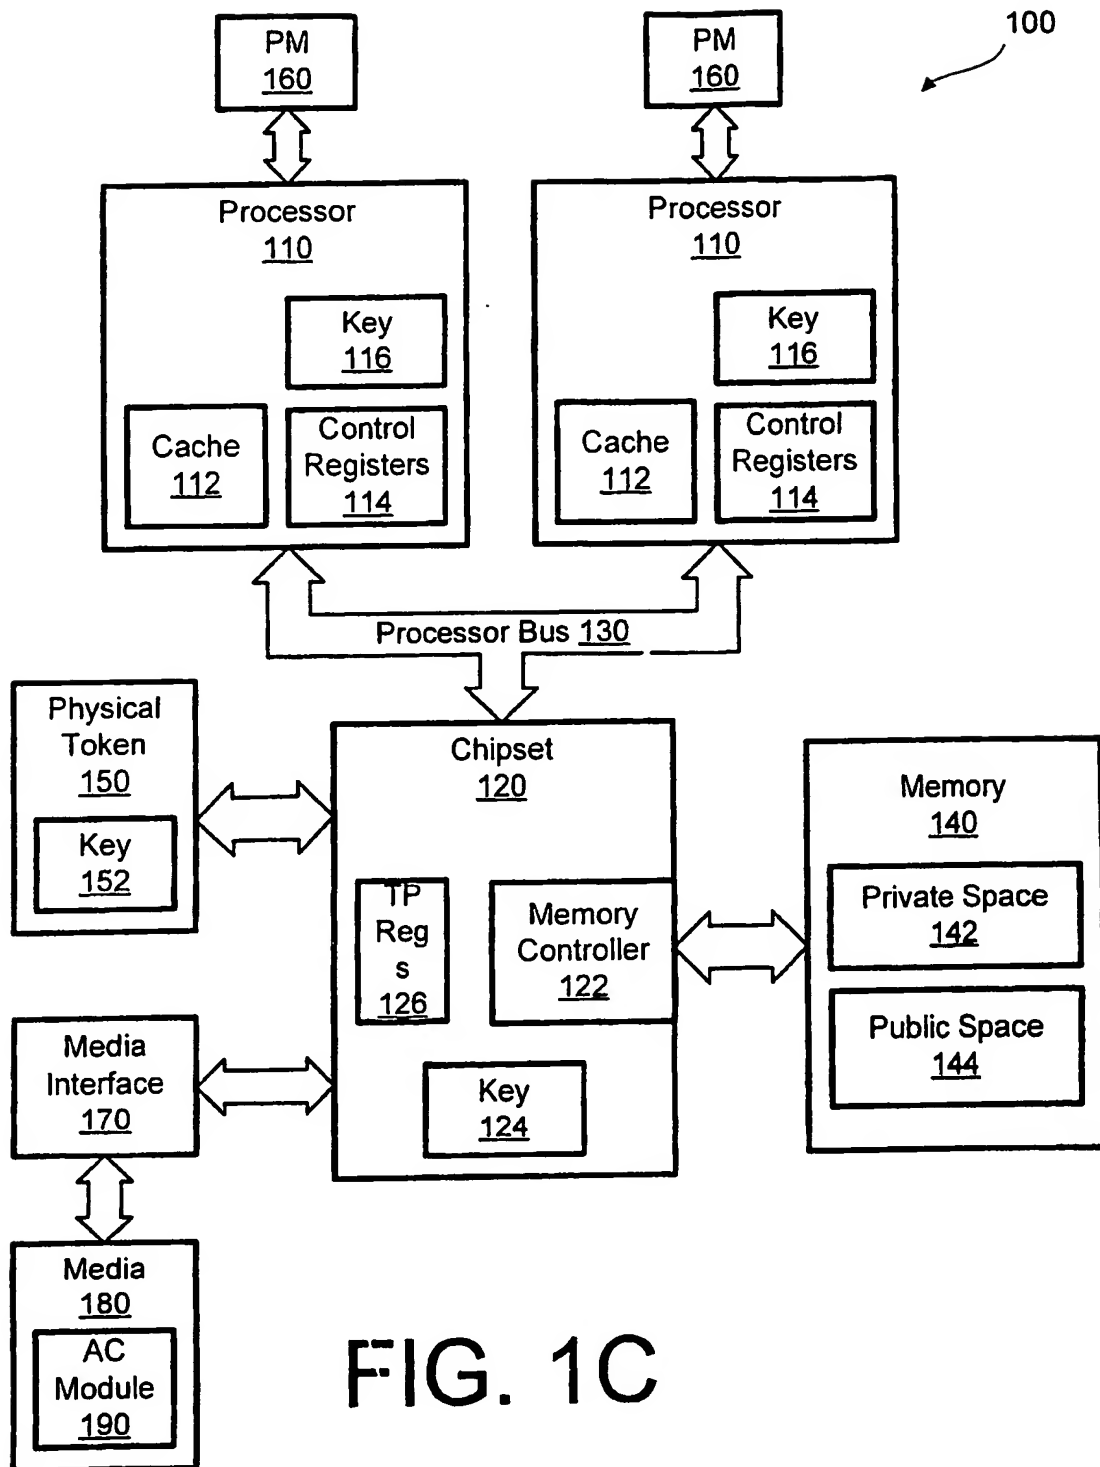 100
PM
160
PM
160
Processor
110
Key
116
Cache
112
Control
Registers
114
Processor
110
Key
116
Cache
112
Control
Registers
114
Processor Bus 130
Physical
Token
150
Key
152
Chipset
120
TP
Reg
s
126
Memory
Controller
122
Key
124
Memory
140
Private Space
142
Public Space
144
Media
Interface
170
Media
180
AC
Module
190
FIG. 1C